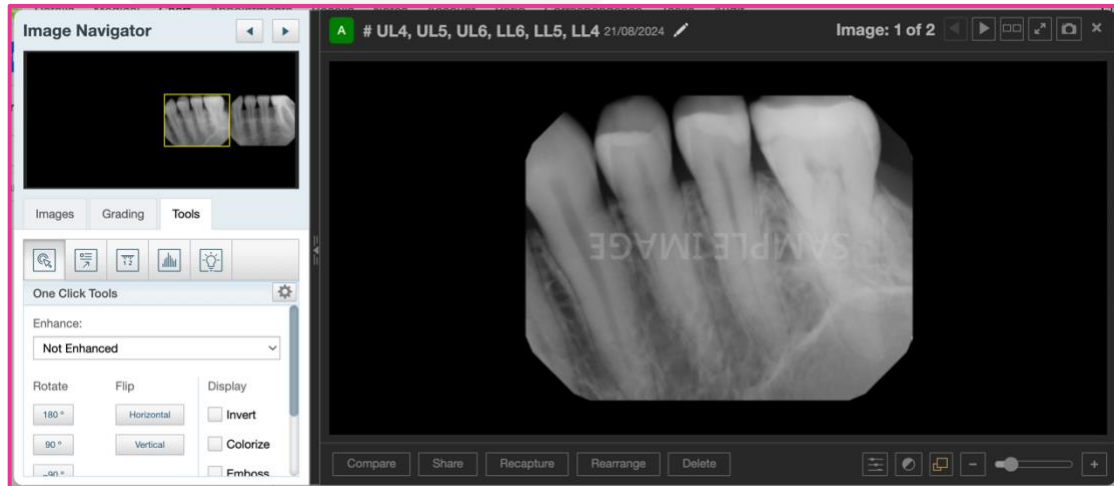 Image Navigator
A # UL4, UL5, UL6, LL6, LL5, LL4 21/08/2024
Image: 1 of 2
Images Grading Tools
One Click Tools
Enhance:
Not Enhanced
Rotate Flip Display
180 ° Horizontal Invert
90 ° Vertical Colorize
-90 ° Emboss
SAMPLE IMAGE
Compare Share Recapture Rearrange Delete